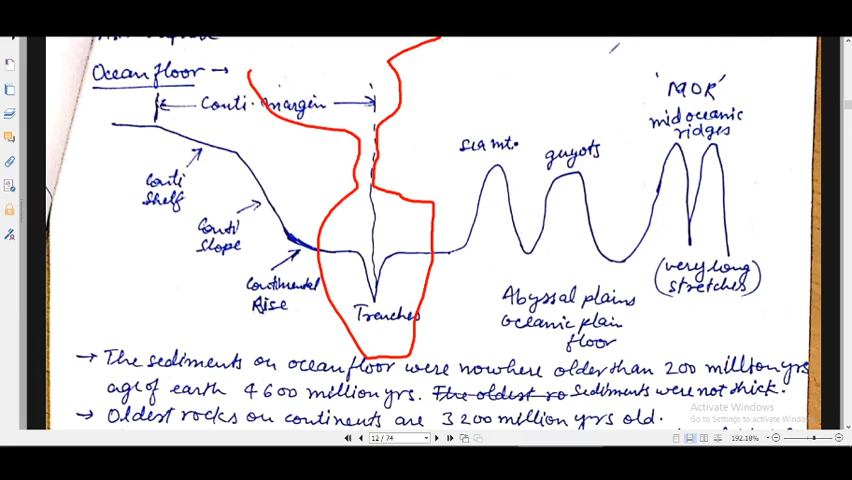 Ocean floor →
Conti. margin
'MOR'
midoceanic
ridges
sea mt.
guyots
Conti
Shelf
Conti
Slope
Continental
Rise
Trenches
Abyssal plains
oceanic plain
floor
(very long
stretches)
→ The sediments on ocean floor were nowhere older than 200 million yrs
age of earth 4600 million yrs. The oldest ro Sediments were not thick.
→ Oldest rocks on continents are 3200 million yrs old.
Activate Windows
Go to Settings to activate Windows.
12 / 74
192.18%